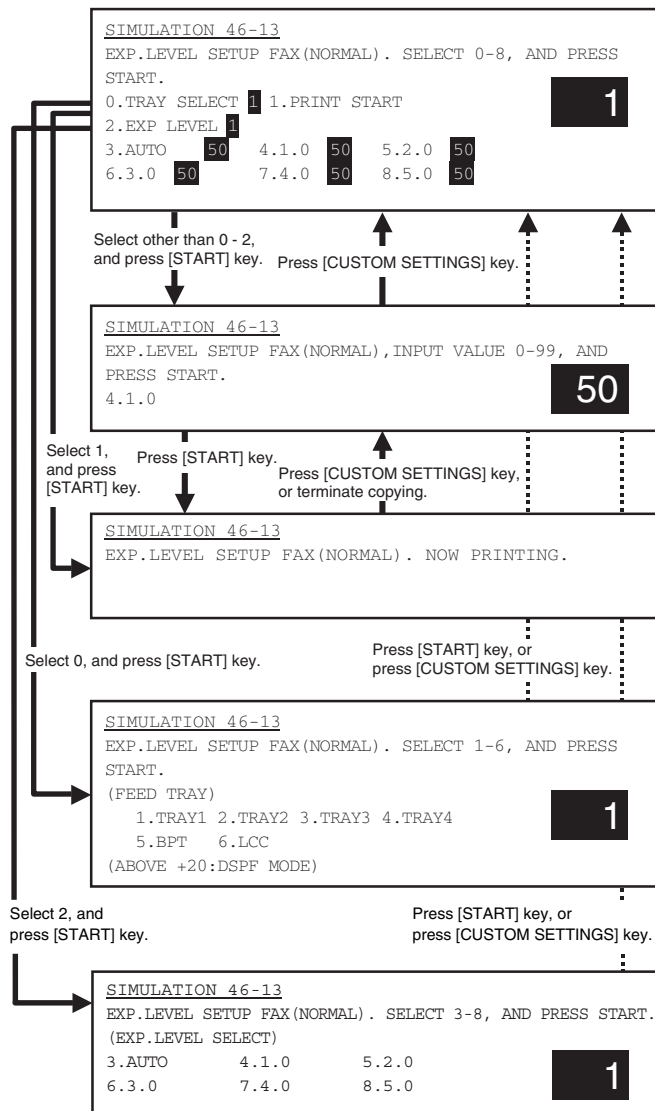 SIMULATION 46-13
EXP.LEVEL SETUP FAX(NORMAL). SELECT 0-8, AND PRESS
START.
0.TRAY SELECT 1 1.PRINT START
2.EXP LEVEL 1
3.AUTO 50 4.1.0 50 5.2.0 50
6.3.0 50 7.4.0 50 8.5.0 50
1
Select other than 0 - 2,
and press [START] key.
Press [CUSTOM SETTINGS] key.
SIMULATION 46-13
EXP.LEVEL SETUP FAX(NORMAL),INPUT VALUE 0-99, AND
PRESS START.
4.1.0
50
Select 1,
and press
[START] key.
Press [START] key.
Press [CUSTOM SETTINGS] key,
or terminate copying.
SIMULATION 46-13
EXP.LEVEL SETUP FAX(NORMAL). NOW PRINTING.
Select 0, and press [START] key.
Press [START] key, or
press [CUSTOM SETTINGS] key.
SIMULATION 46-13
EXP.LEVEL SETUP FAX(NORMAL). SELECT 1-6, AND PRESS
START.
(FEED TRAY)
1.TRAY1 2.TRAY2 3.TRAY3 4.TRAY4
5.BPT 6.LCC
(ABOVE +20:DSPF MODE)
1
Select 2, and
press [START] key.
Press [START] key, or
press [CUSTOM SETTINGS] key.
SIMULATION 46-13
EXP.LEVEL SETUP FAX(NORMAL). SELECT 3-8, AND PRESS START.
(EXP.LEVEL SELECT)
3.AUTO 4.1.0 5.2.0
6.3.0 7.4.0 8.5.0
1